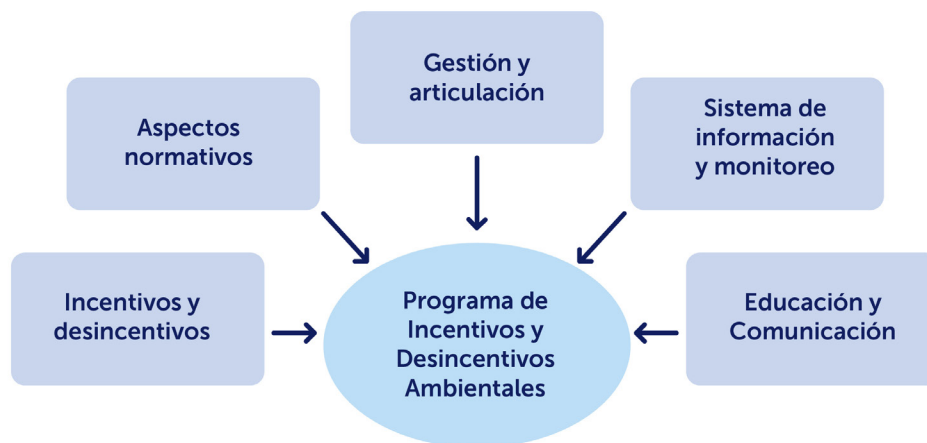 Gestión y
articulación
Aspectos
normativos
Sistema de
información
y monitoreo
Incentivos y
desincentivos
Programa de
Incentivos y
Desincentivos
Ambientales
Educación y
Comunicación